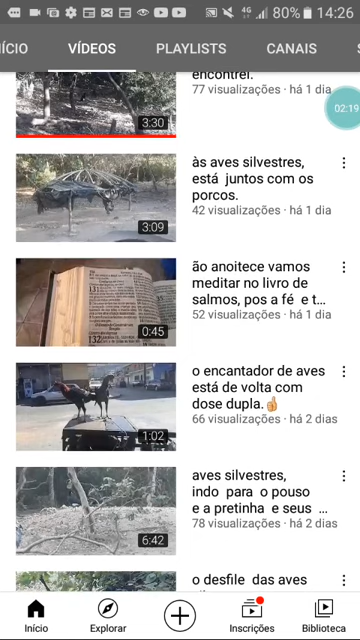 4G 80% 14:26
ÍCIO VÍDEOS PLAYLISTS CANAIS
encontrei.
77 visualizações · há 1 dia
02:19
3:30
às aves silvestres,
está juntos com os
porcos.
42 visualizações · há 1 dia
3:09
ão anoitece vamos
meditar no livro de
salmos, pos a fé e t...
52 visualizações · há 1 dia
131
132
0:45
o encantador de aves
está de volta com
dose dupla.☝
66 visualizações · há 2 dias
1:02
aves silvestres,
indo para o pouso
e a pretinha e seus ...
78 visualizações · há 2 dias
6:42
o desfile das aves
Início Explorar Inscrições Biblioteca